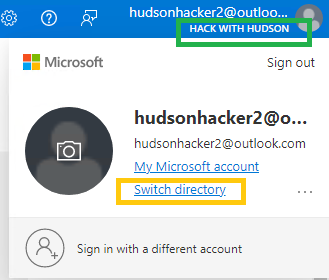 hudsonhacker2@outloo...
HACK WITH HUDSON
Microsoft
Sign out
hudsonhacker2@o...
hudsonhacker2@outlook.com
My Microsoft account
Switch directory
...
Sign in with a different account